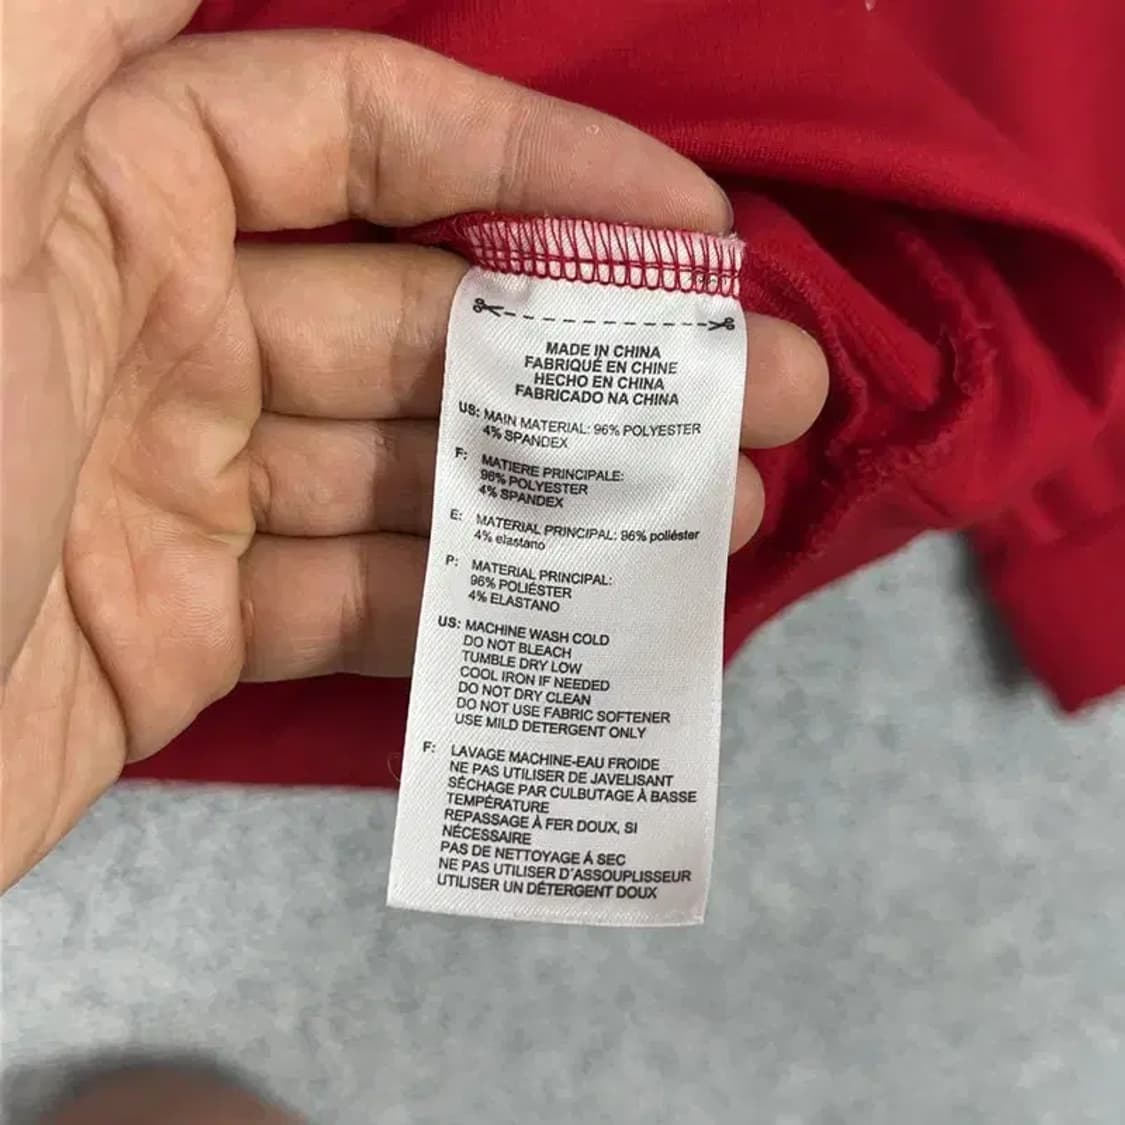 MADE IN CHINA
FABRIQUÉ EN CHINE
HECHO EN CHINA
FABRICADO NA CHINA
US: MAIN MATERIAL: 96% POLYESTER
4% SPANDEX
F: MATIERE PRINCIPALE:
96% POLYESTER
4% SPANDEX
E: MATERIAL PRINCIPAL: 96% poliéster
4% elastano
P: MATERIAL PRINCIPAL:
96% POLIÉSTER
4% ELASTANO
US: MACHINE WASH COLD
DO NOT BLEACH
TUMBLE DRY LOW
COOL IRON IF NEEDED
DO NOT DRY CLEAN
DO NOT USE FABRIC SOFTENER
USE MILD DETERGENT ONLY
F: LAVAGE MACHINE-EAU FROIDE
NE PAS UTILISER DE JAVELISANT
SÉCHAGE PAR CULBUTAGE À BASSE
TEMPÉRATURE
REPASSAGE À FER DOUX, SI
NÉCESSAIRE
PAS DE NETTOYAGE À SEC
NE PAS UTILISER D'ASSOUPLISSEUR
UTILISER UN DÉTERGENT DOUX